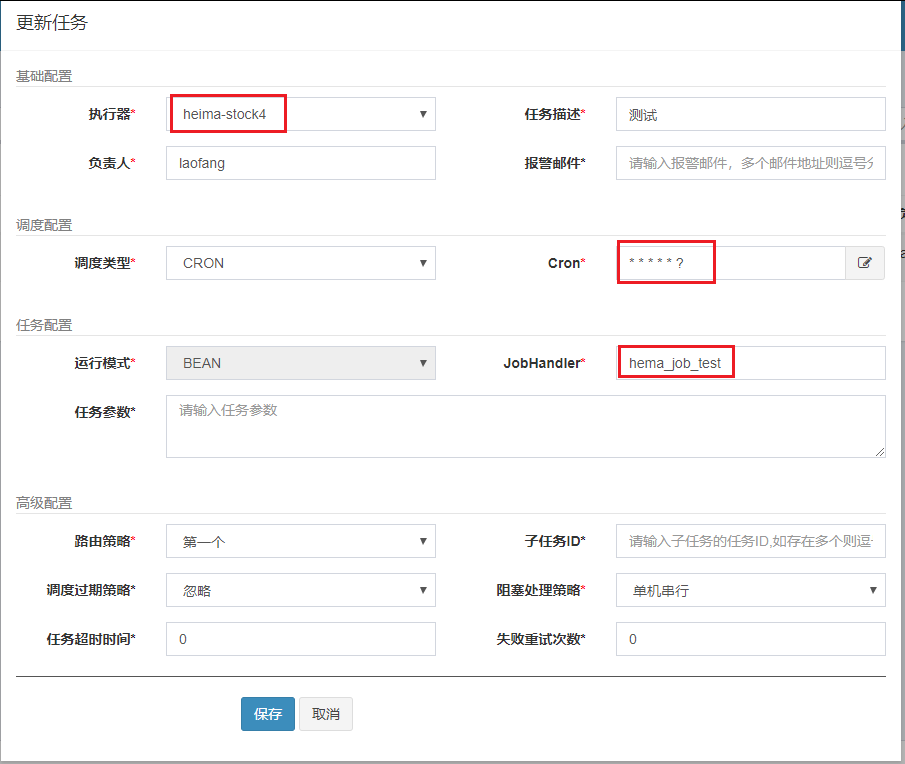 更新任务
基础配置
执行器* heima-stock4 任务描述* 测试
负责人* laofang 报警邮件* 请输入报警邮件，多个邮件地址则逗号分
调度配置
调度类型* CRON Cron* * * * * * ?
任务配置
运行模式* BEAN JobHandler* hema_job_test
任务参数* 请输入任务参数
高级配置
路由策略* 第一个 子任务ID* 请输入子任务的任务ID,如存在多个则逗
调度过期策略* 忽略 阻塞处理策略* 单机串行
任务超时时间* 0 失败重试次数* 0
保存 取消